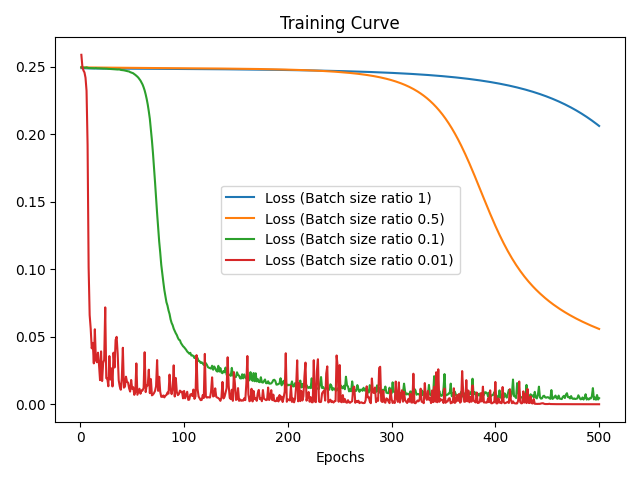 Training Curve
0.25
0.20
0.15
0.10
0.05
0.00
Loss (Batch size ratio 1)
Loss (Batch size ratio 0.5)
Loss (Batch size ratio 0.1)
Loss (Batch size ratio 0.01)
0 100 200 300 400 500
Epochs